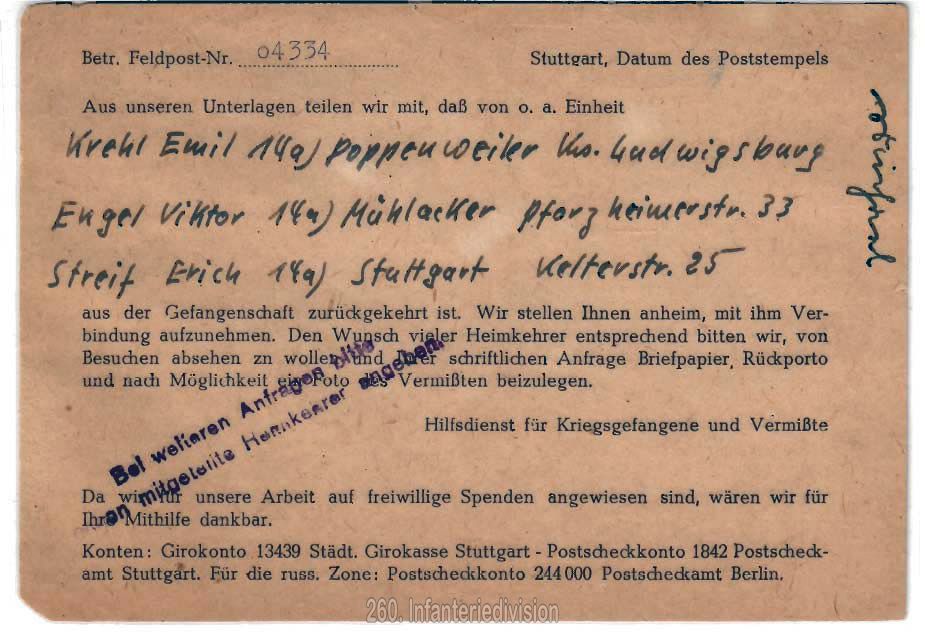 Betr. Feldpost-Nr. 04334
Stuttgart, Datum des Poststempels
Aus unseren Unterlagen teilen wir mit, daß von o. a. Einheit
Krehl Emil 14a) Poppenweiler Krs. Ludwigsburg
Engel Viktor 14a) Mühlacker Pforzheimerstr. 33
Streif Erich 14a) Stuttgart Kelterstr. 25
aus der Gefangenschaft zurückgekehrt ist. Wir stellen Ihnen anheim, mit ihm Ver-
bindung aufzunehmen. Den Wunsch vieler Heimkehrer entsprechend bitten wir, von
Besuchen absehen zn wollen und Ihrer schriftlichen Anfrage Briefpapier, Rückporto
und nach Möglichkeit ein Foto des Vermißten beizulegen.
Hilfsdienst für Kriegsgefangene und Vermißte
Bei weiteren Anfragen bitte
mitgeteilte Heimkehrer angeben.
Da wir für unsere Arbeit auf freiwillige Spenden angewiesen sind, wären wir für
Ihre Mithilfe dankbar.
Konten: Girokonto 13439 Städt. Girokasse Stuttgart - Postscheckkonto 1842 Postscheck-
amt Stuttgart. Für die russ. Zone: Postscheckkonto 244000 Postscheckamt Berlin.
260. Infanteriedivision